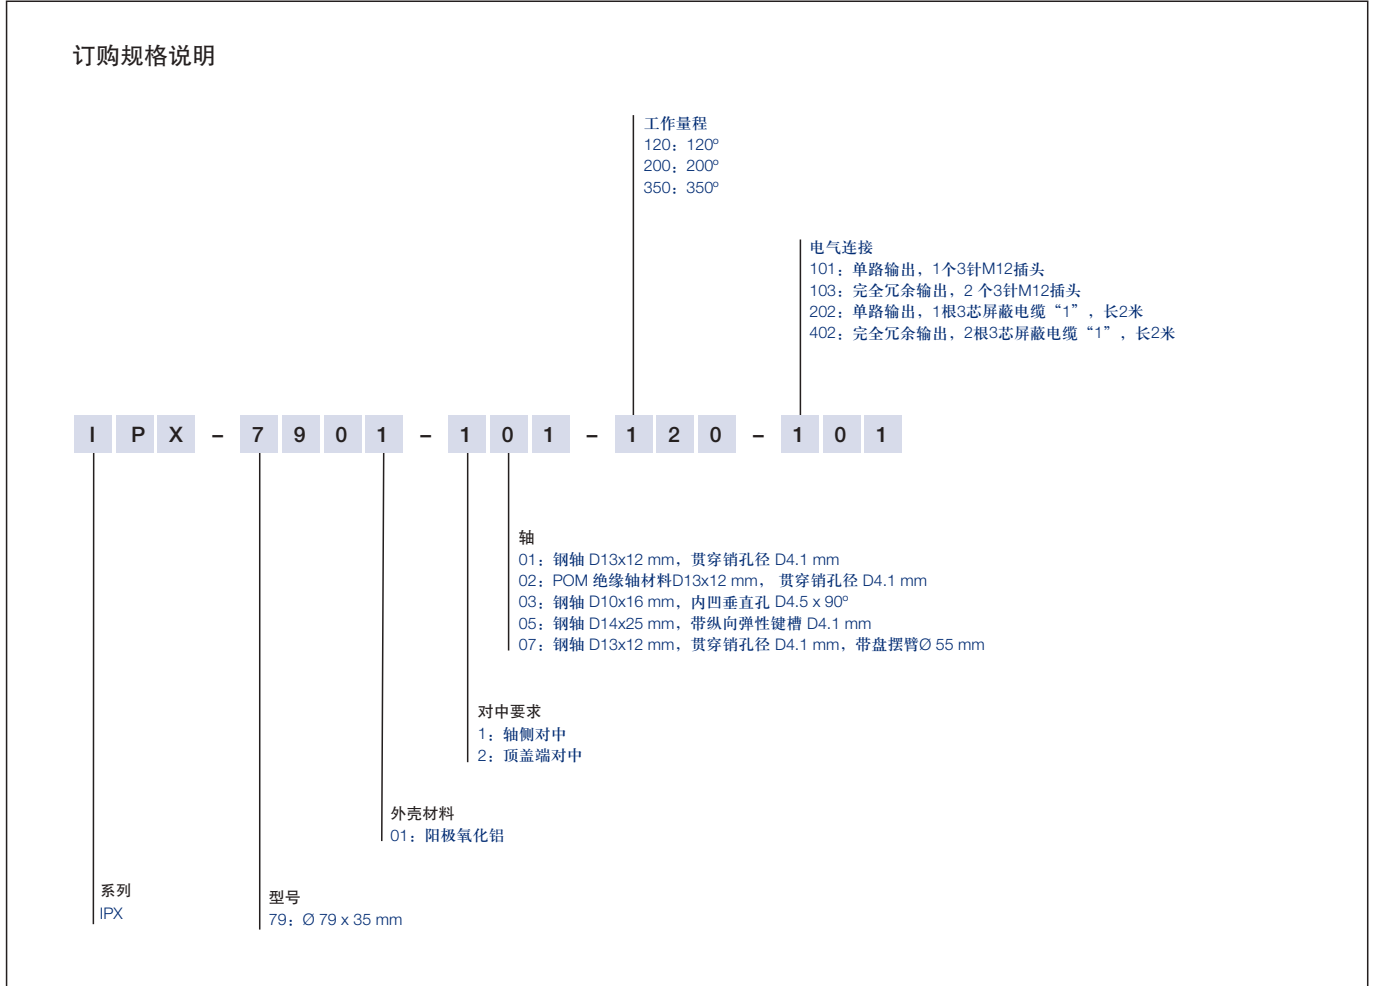 订购规格说明
工作量程
120：120º
200：200º
350：350º
电气连接
101：单路输出，1个3针M12插头
103：完全冗余输出，2 个3针M12插头
202：单路输出，1根3芯屏蔽电缆“1”，长2米
402：完全冗余输出，2根3芯屏蔽电缆“1”，长2米
I P X – 7 9 0 1 – 1 0 1 – 1 2 0 – 1 0 1
轴
01：钢轴 D13x12 mm，贯穿销孔径 D4.1 mm
02：POM 绝缘轴材料D13x12 mm， 贯穿销孔径 D4.1 mm
03：钢轴 D10x16 mm，内凹垂直孔 D4.5 x 90º
05：钢轴 D14x25 mm，带纵向弹性键槽 D4.1 mm
07：钢轴 D13x12 mm，贯穿销孔径 D4.1 mm，带盘摆臂Ø 55 mm
对中要求
1：轴侧对中
2：顶盖端对中
外壳材料
01：阳极氧化铝
系列
IPX
型号
79：Ø 79 x 35 mm